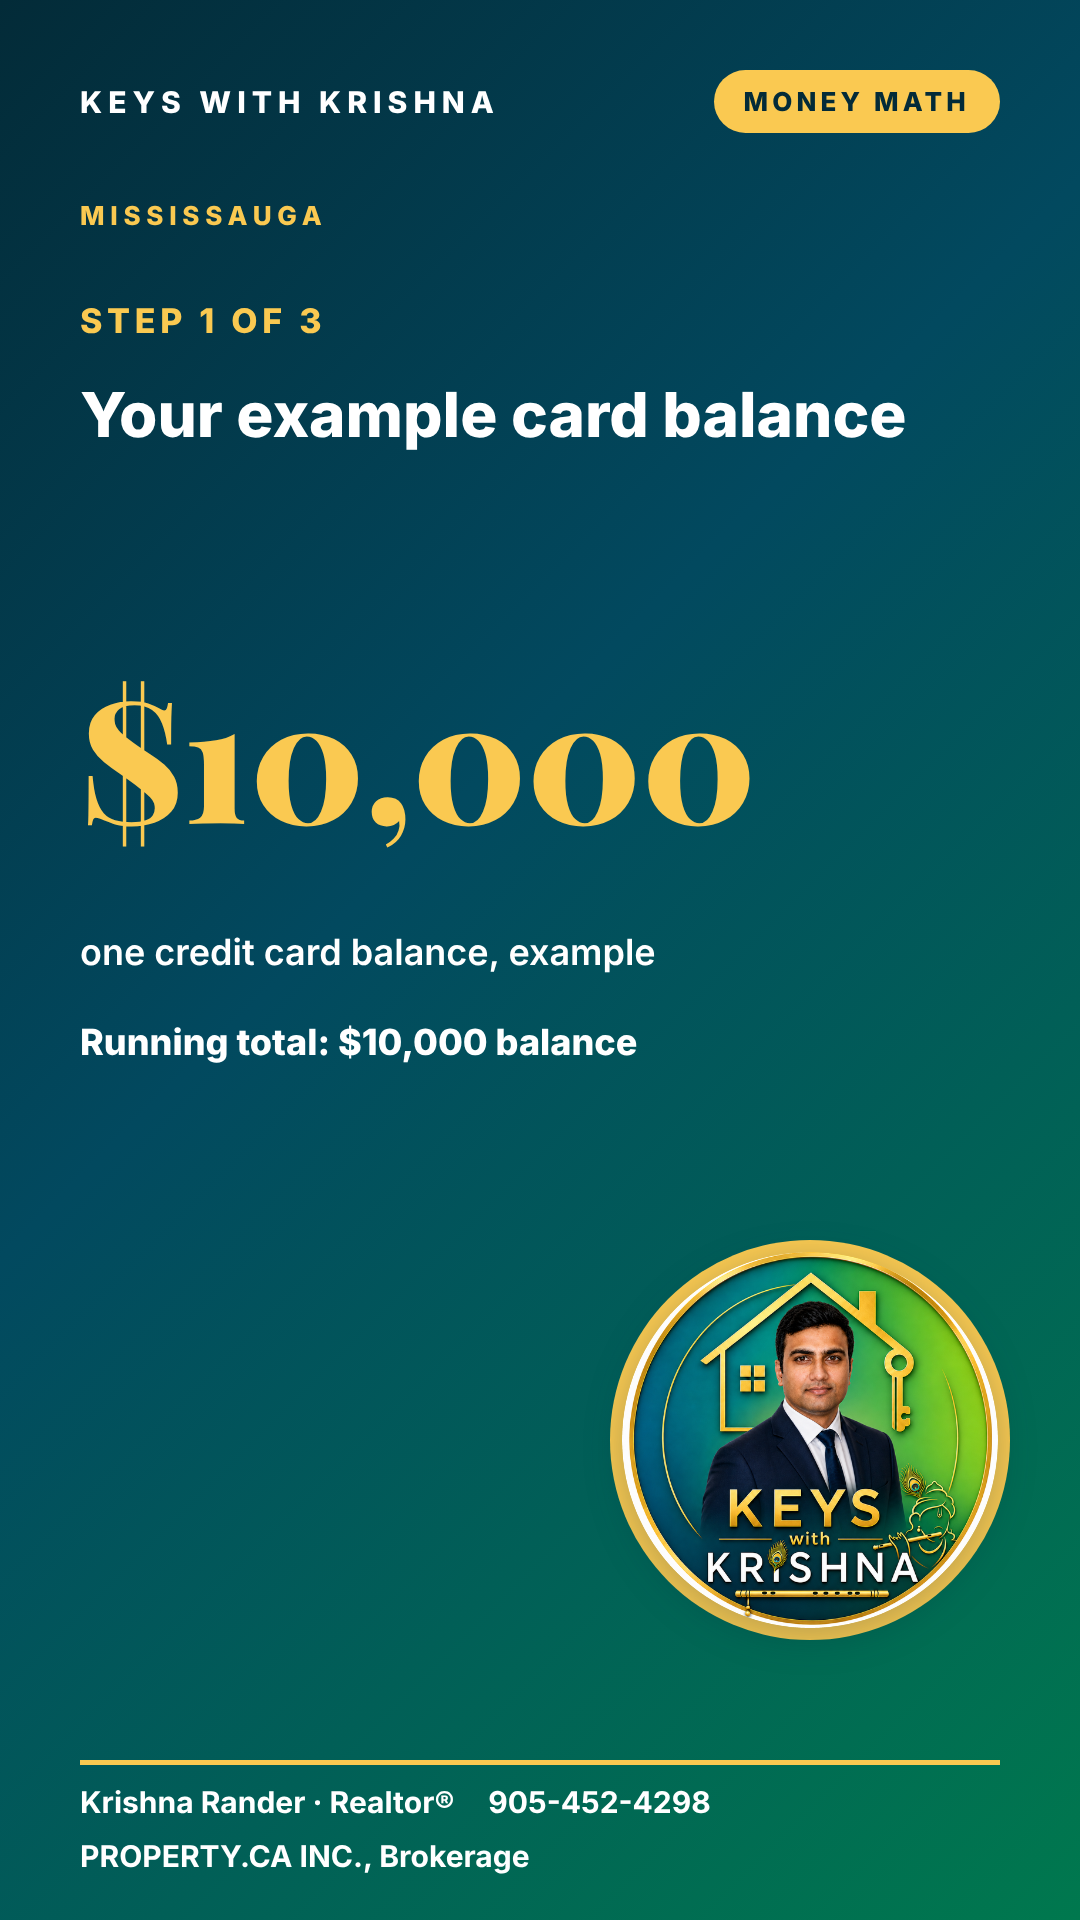 KEYS WITH KRISHNA
MONEY MATH
MISSISSAUGA
STEP 1 OF 3
Your example card balance
$10,000
one credit card balance, example
Running total: $10,000 balance
KEYS
with
KRISHNA
Krishna Rander · Realtor® 905-452-4298
PROPERTY.CA INC., Brokerage